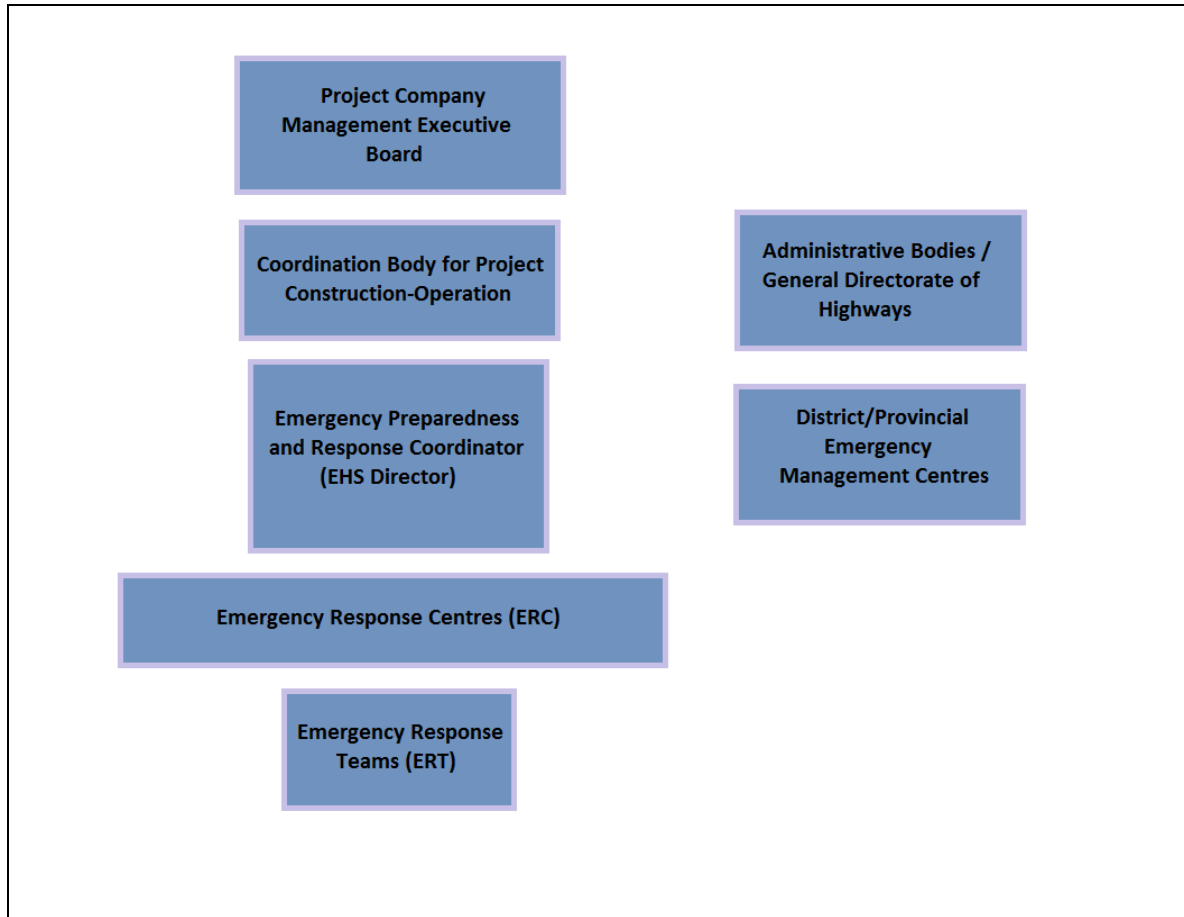 Project Company
Management Executive
Board
Coordination Body for Project
Construction-Operation
Emergency Preparedness
and Response Coordinator
(EHS Director)
Emergency Response Centres (ERC)
Emergency Response
Teams (ERT)
Administrative Bodies /
General Directorate of
Highways
District/Provincial
Emergency
Management Centres